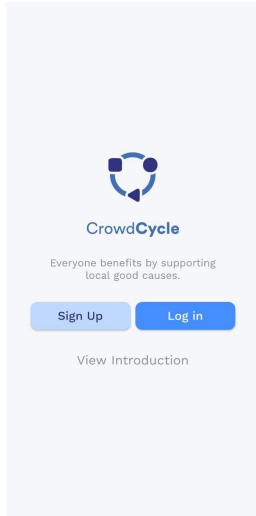 CrowdCycle
Everyone benefits by supporting
local good causes.
Sign Up
Log in
View Introduction